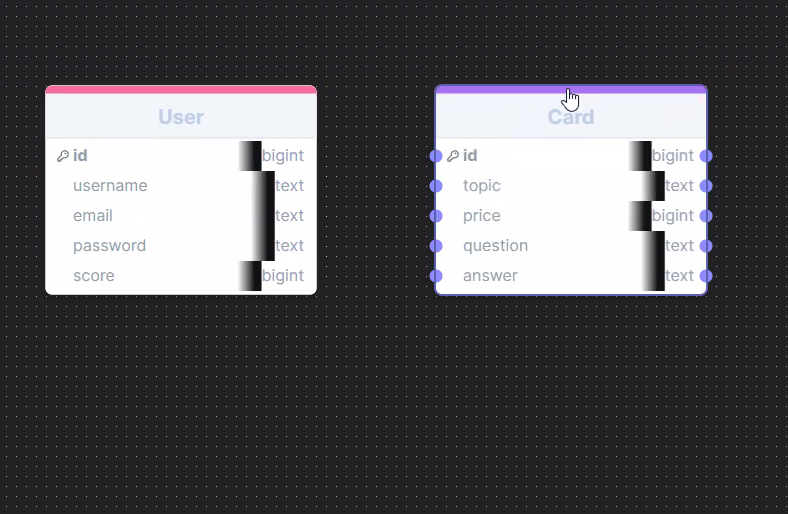 User
id bigint
username text
email text
password text
score bigint
Card
id bigint
topic text
price bigint
question text
answer text